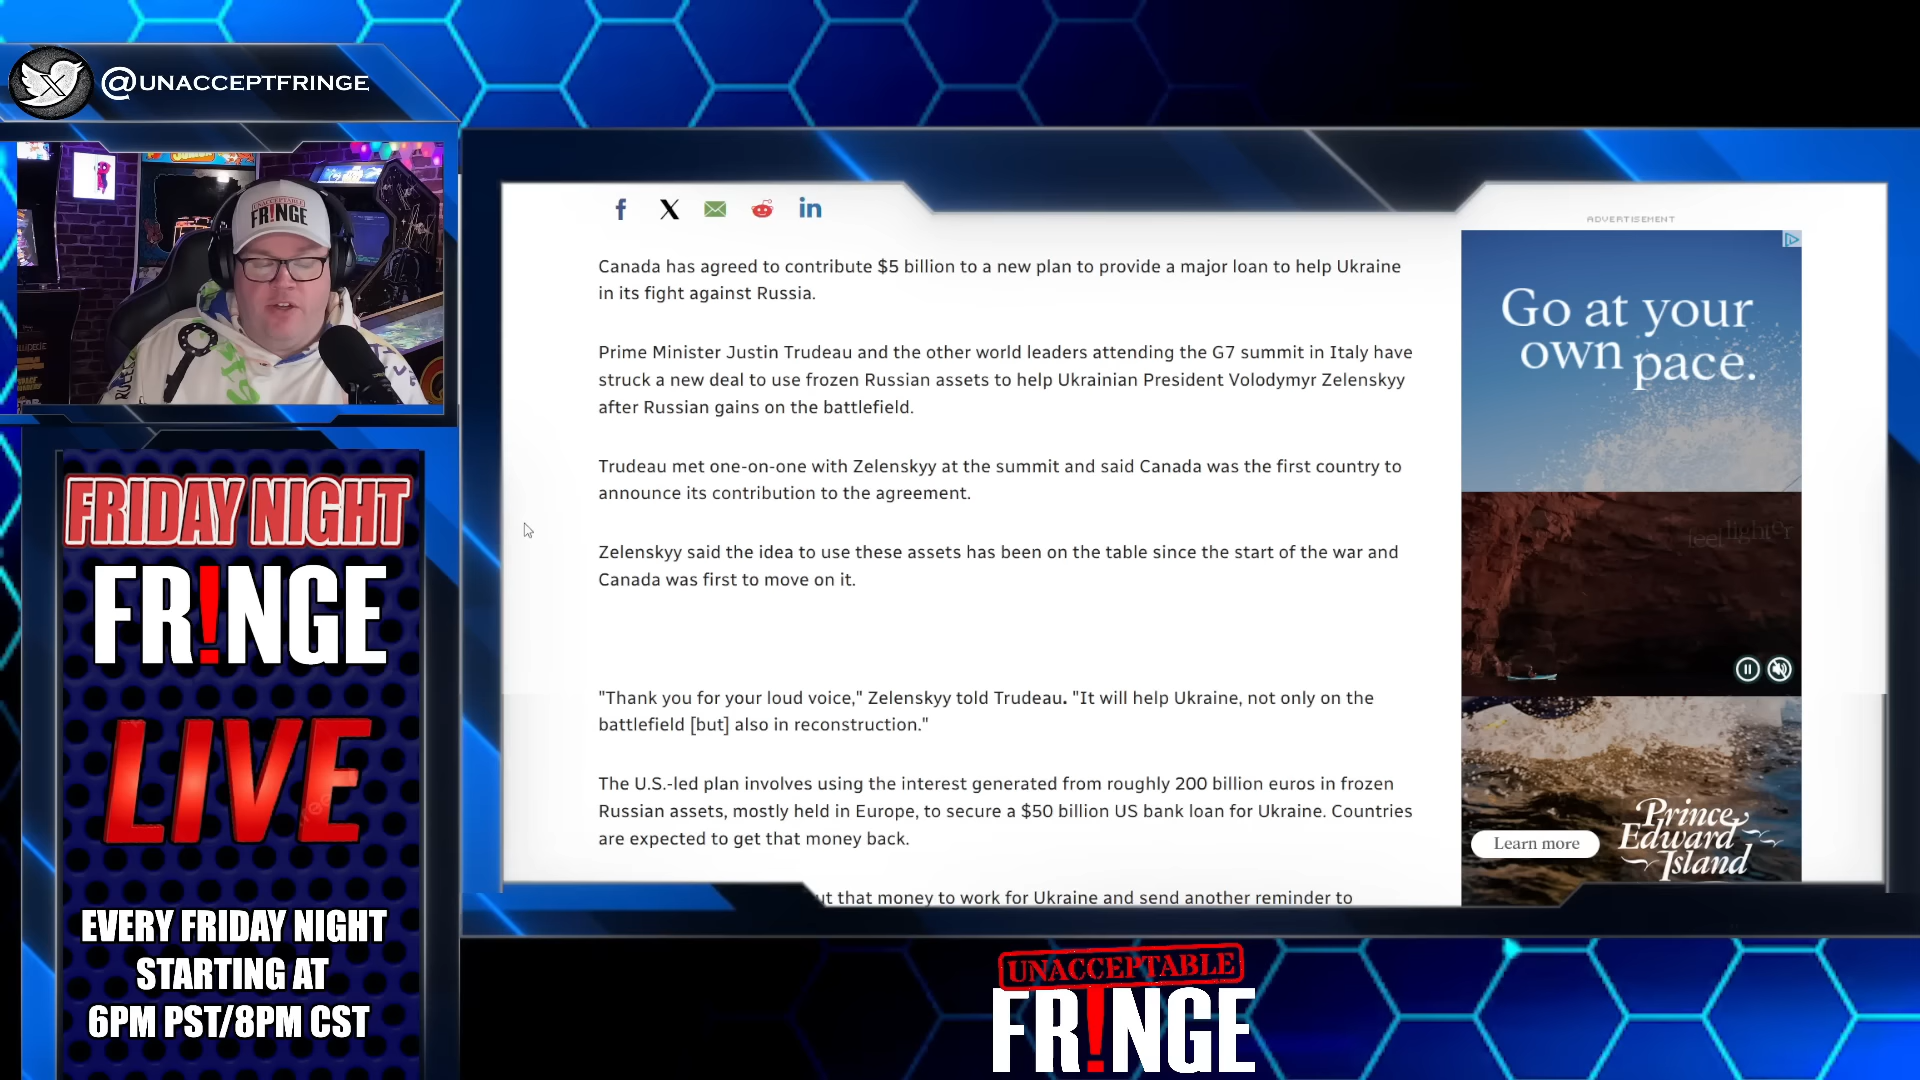 @UNACCEPTFRINGE
UNACCEPTABLE
FR!NGE
FRIDAY NIGHT
FR!NGE
LIVE
EVERY FRIDAY NIGHT
STARTING AT
6PM PST/8PM CST
Canada has agreed to contribute $5 billion to a new plan to provide a major loan to help Ukraine
in its fight against Russia.
Prime Minister Justin Trudeau and the other world leaders attending the G7 summit in Italy have
struck a new deal to use frozen Russian assets to help Ukrainian President Volodymyr Zelenskyy
after Russian gains on the battlefield.
Trudeau met one-on-one with Zelenskyy at the summit and said Canada was the first country to
announce its contribution to the agreement.
Zelenskyy said the idea to use these assets has been on the table since the start of the war and
Canada was first to move on it.
"Thank you for your loud voice," Zelenskyy told Trudeau. "It will help Ukraine, not only on the
battlefield [but] also in reconstruction."
The U.S.-led plan involves using the interest generated from roughly 200 billion euros in frozen
Russian assets, mostly held in Europe, to secure a $50 billion US bank loan for Ukraine. Countries
are expected to get that money back.
that money to work for Ukraine and send another reminder to
ADVERTISEMENT
Go at your
own pace.
feel lighter
Learn more
Prince
Edward
Island
UNACCEPTABLE
FR!NGE